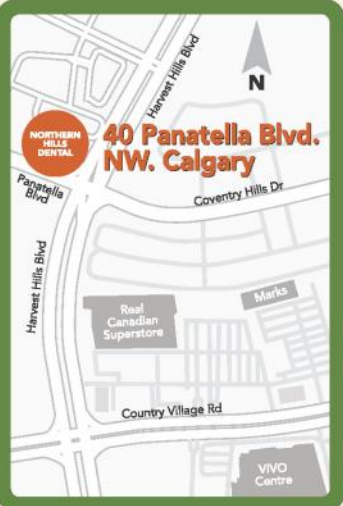 Harvest Hills Blvd
N
NORTHERN
HILLS
DENTAL
40 Panatella Blvd.
NW. Calgary
Panatella
Blvd
Coventry Hills Dr
Harvest Hills Blvd
Real
Canadian
Superstore
Marks
Country Village Rd
VIVO
Centre